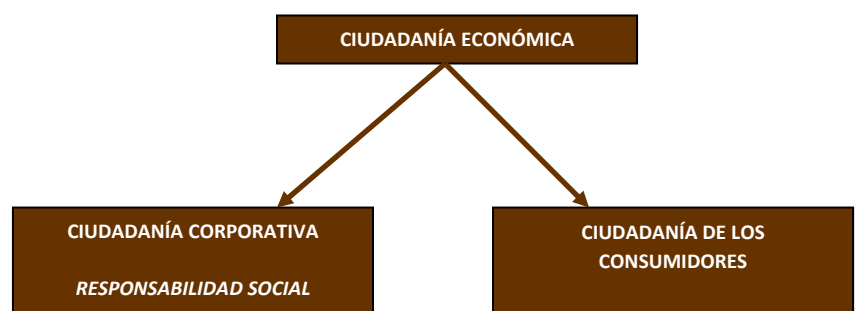 CIUDADANÍA ECONÓMICA
CIUDADANÍA CORPORATIVA
RESPONSABILIDAD SOCIAL
CIUDADANÍA DE LOS
CONSUMIDORES